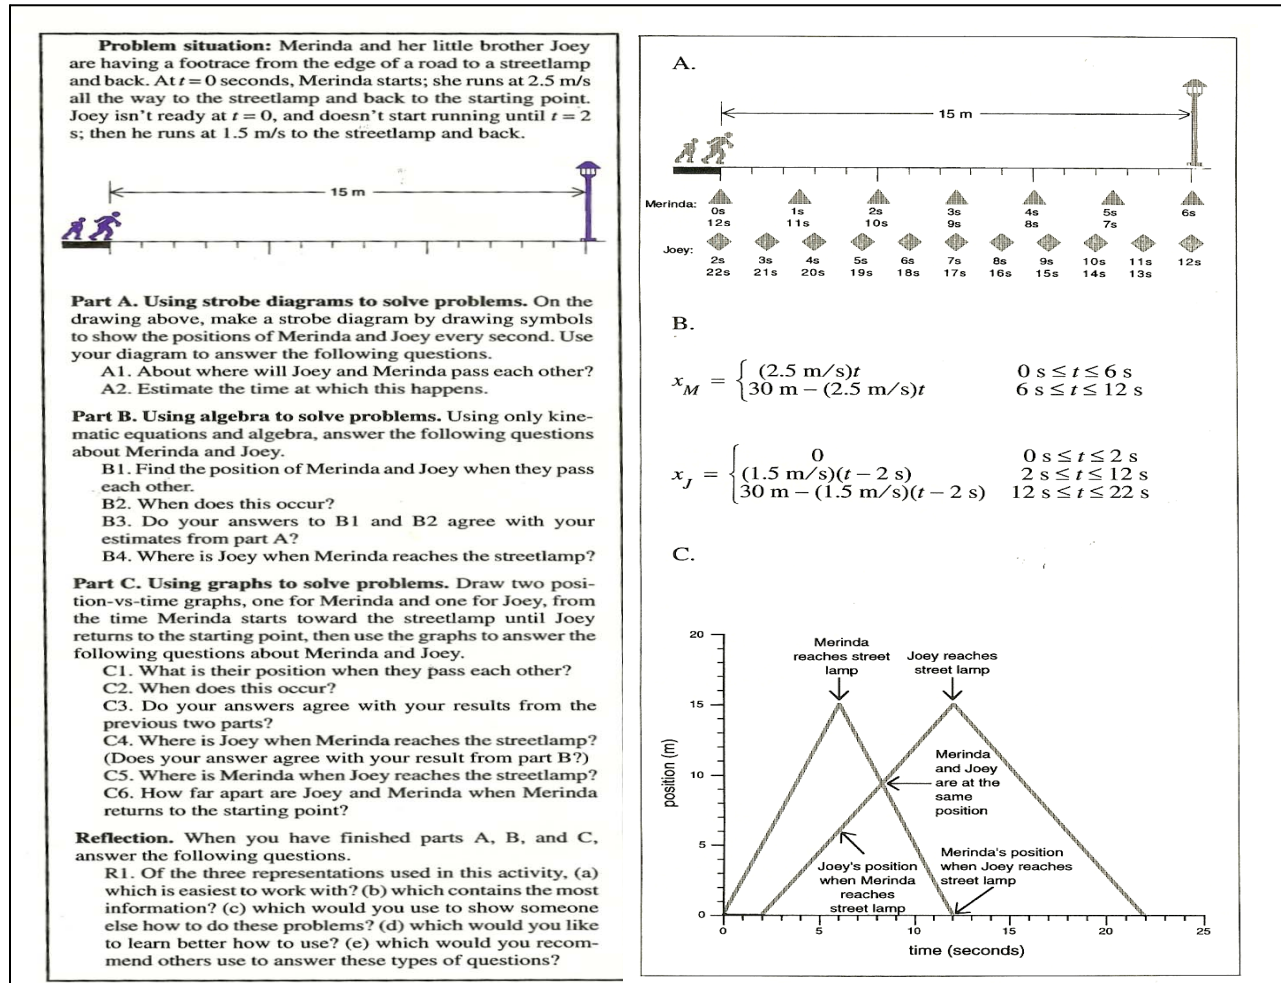 Problem situation: Merinda and her little brother Joey
are having a footrace from the edge of a road to a streetlamp
and back. At t = 0 seconds, Merinda starts; she runs at 2.5 m/s
all the way to the streetlamp and back to the starting point.
Joey isn't ready at t = 0, and doesn't start running until t = 2
s; then he runs at 1.5 m/s to the streetlamp and back.
15 m
Part A. Using strobe diagrams to solve problems. On the
drawing above, make a strobe diagram by drawing symbols
to show the positions of Merinda and Joey every second. Use
your diagram to answer the following questions.
A1. About where will Joey and Merinda pass each other?
A2. Estimate the time at which this happens.
Part B. Using algebra to solve problems. Using only kine-
matic equations and algebra, answer the following questions
about Merinda and Joey.
B1. Find the position of Merinda and Joey when they pass
each other.
B2. When does this occur?
B3. Do your answers to B1 and B2 agree with your
estimates from part A?
B4. Where is Joey when Merinda reaches the streetlamp?
Part C. Using graphs to solve problems. Draw two posi-
tion-vs-time graphs, one for Merinda and one for Joey, from
the time Merinda starts toward the streetlamp until Joey
returns to the starting point, then use the graphs to answer the
following questions about Merinda and Joey.
C1. What is their position when they pass each other?
C2. When does this occur?
C3. Do your answers agree with your results from the
previous two parts?
C4. Where is Joey when Merinda reaches the streetlamp?
(Does your answer agree with your result from part B?)
C5. Where is Merinda when Joey reaches the streetlamp?
C6. How far apart are Joey and Merinda when Merinda
returns to the starting point?
Reflection. When you have finished parts A, B, and C,
answer the following questions.
R1. Of the three representations used in this activity, (a)
which is easiest to work with? (b) which contains the most
information? (c) which would you use to show someone
else how to do these problems? (d) which would you like
to learn better how to use? (e) which would you recom-
mend others use to answer these types of questions?
A.
15 m
Merinda:
0s 1s 2s 3s 4s 5s 6s
12s 11s 10s 9s 8s 7s
Joey:
2s 3s 4s 5s 6s 7s 8s 9s 10s 11s 12s
22s 21s 20s 19s 18s 17s 16s 15s 14s 13s
B.
x_M = { (2.5 m/s)t 0 s ≤ t ≤ 6 s
30 m − (2.5 m/s)t 6 s ≤ t ≤ 12 s
x_J = { 0 0 s ≤ t ≤ 2 s
(1.5 m/s)(t − 2 s) 2 s ≤ t ≤ 12 s
30 m − (1.5 m/s)(t − 2 s) 12 s ≤ t ≤ 22 s
C.
position (m)
20
15
10
5
0
Merinda
reaches street
lamp
Joey reaches
street lamp
Merinda
and Joey
are at the
same
position
Joey's position
when Merinda
reaches
street lamp
Merinda's position
when Joey reaches
street lamp
0 5 10 15 20 25
time (seconds)